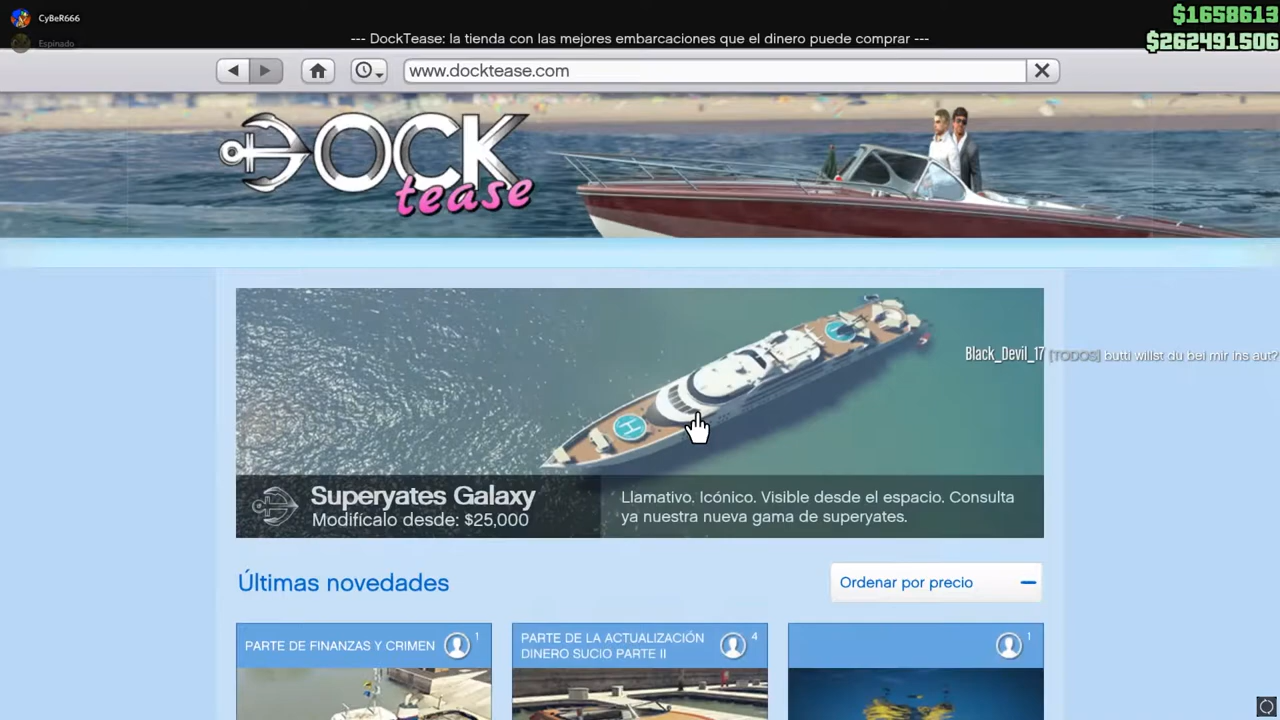 CyBeR666
Espinado
$1658613
$262491506
--- DockTease: la tienda con las mejores embarcaciones que el dinero puede comprar ---
www.docktease.com
DOCK
tease
Black_Devil_17 [TODOS] butti willst du bei mir ins aut?
H
Superyates Galaxy
Modifícalo desde: $25,000
Llamativo. Icónico. Visible desde el espacio. Consulta
ya nuestra nueva gama de superyates.
Últimas novedades
Ordenar por precio
PARTE DE FINANZAS Y CRIMEN
1
PARTE DE LA ACTUALIZACIÓN
DINERO SUCIO PARTE II
4
1